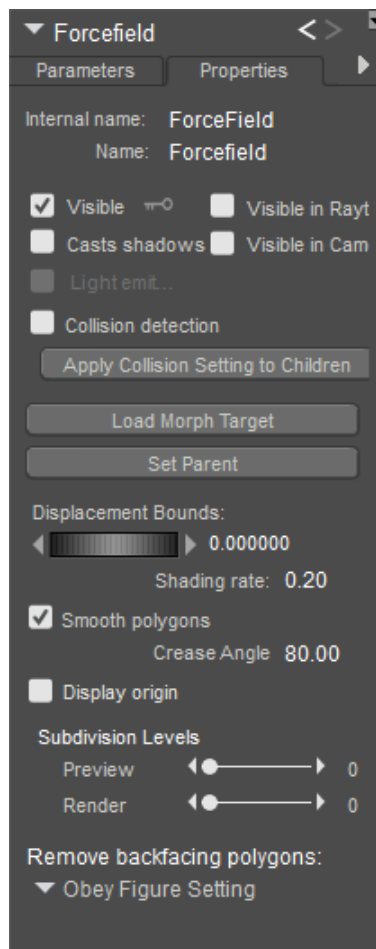 Forcefield
Parameters Properties
Internal name: ForceField
Name: Forcefield
Visible Visible in Rayt
Casts shadows Visible in Cam
Light emit...
Collision detection
Apply Collision Setting to Children
Load Morph Target
Set Parent
Displacement Bounds:
0.000000
Shading rate: 0.20
Smooth polygons
Crease Angle 80.00
Display origin
Subdivision Levels
Preview 0
Render 0
Remove backfacing polygons:
Obey Figure Setting